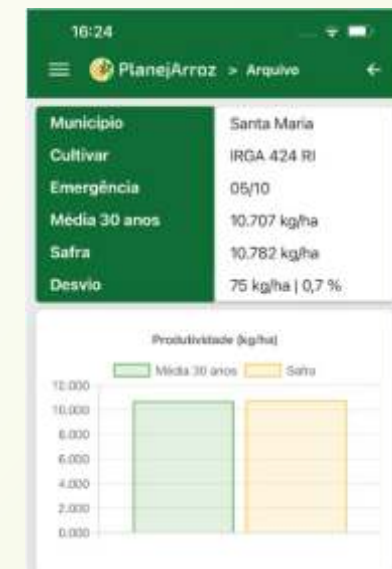 16:24
PlanejArroz > Arquivo
Município Santa Maria
Cultivar IRGA 424 RI
Emergência 05/10
Média 30 anos 10.707 kg/ha
Safra 10.782 kg/ha
Desvio 75 kg/ha | 0,7 %
Produtividade (kg/ha)
Média 30 anos Safra
12.000
10.000
8.000
6.000
4.000
2.000
0.000